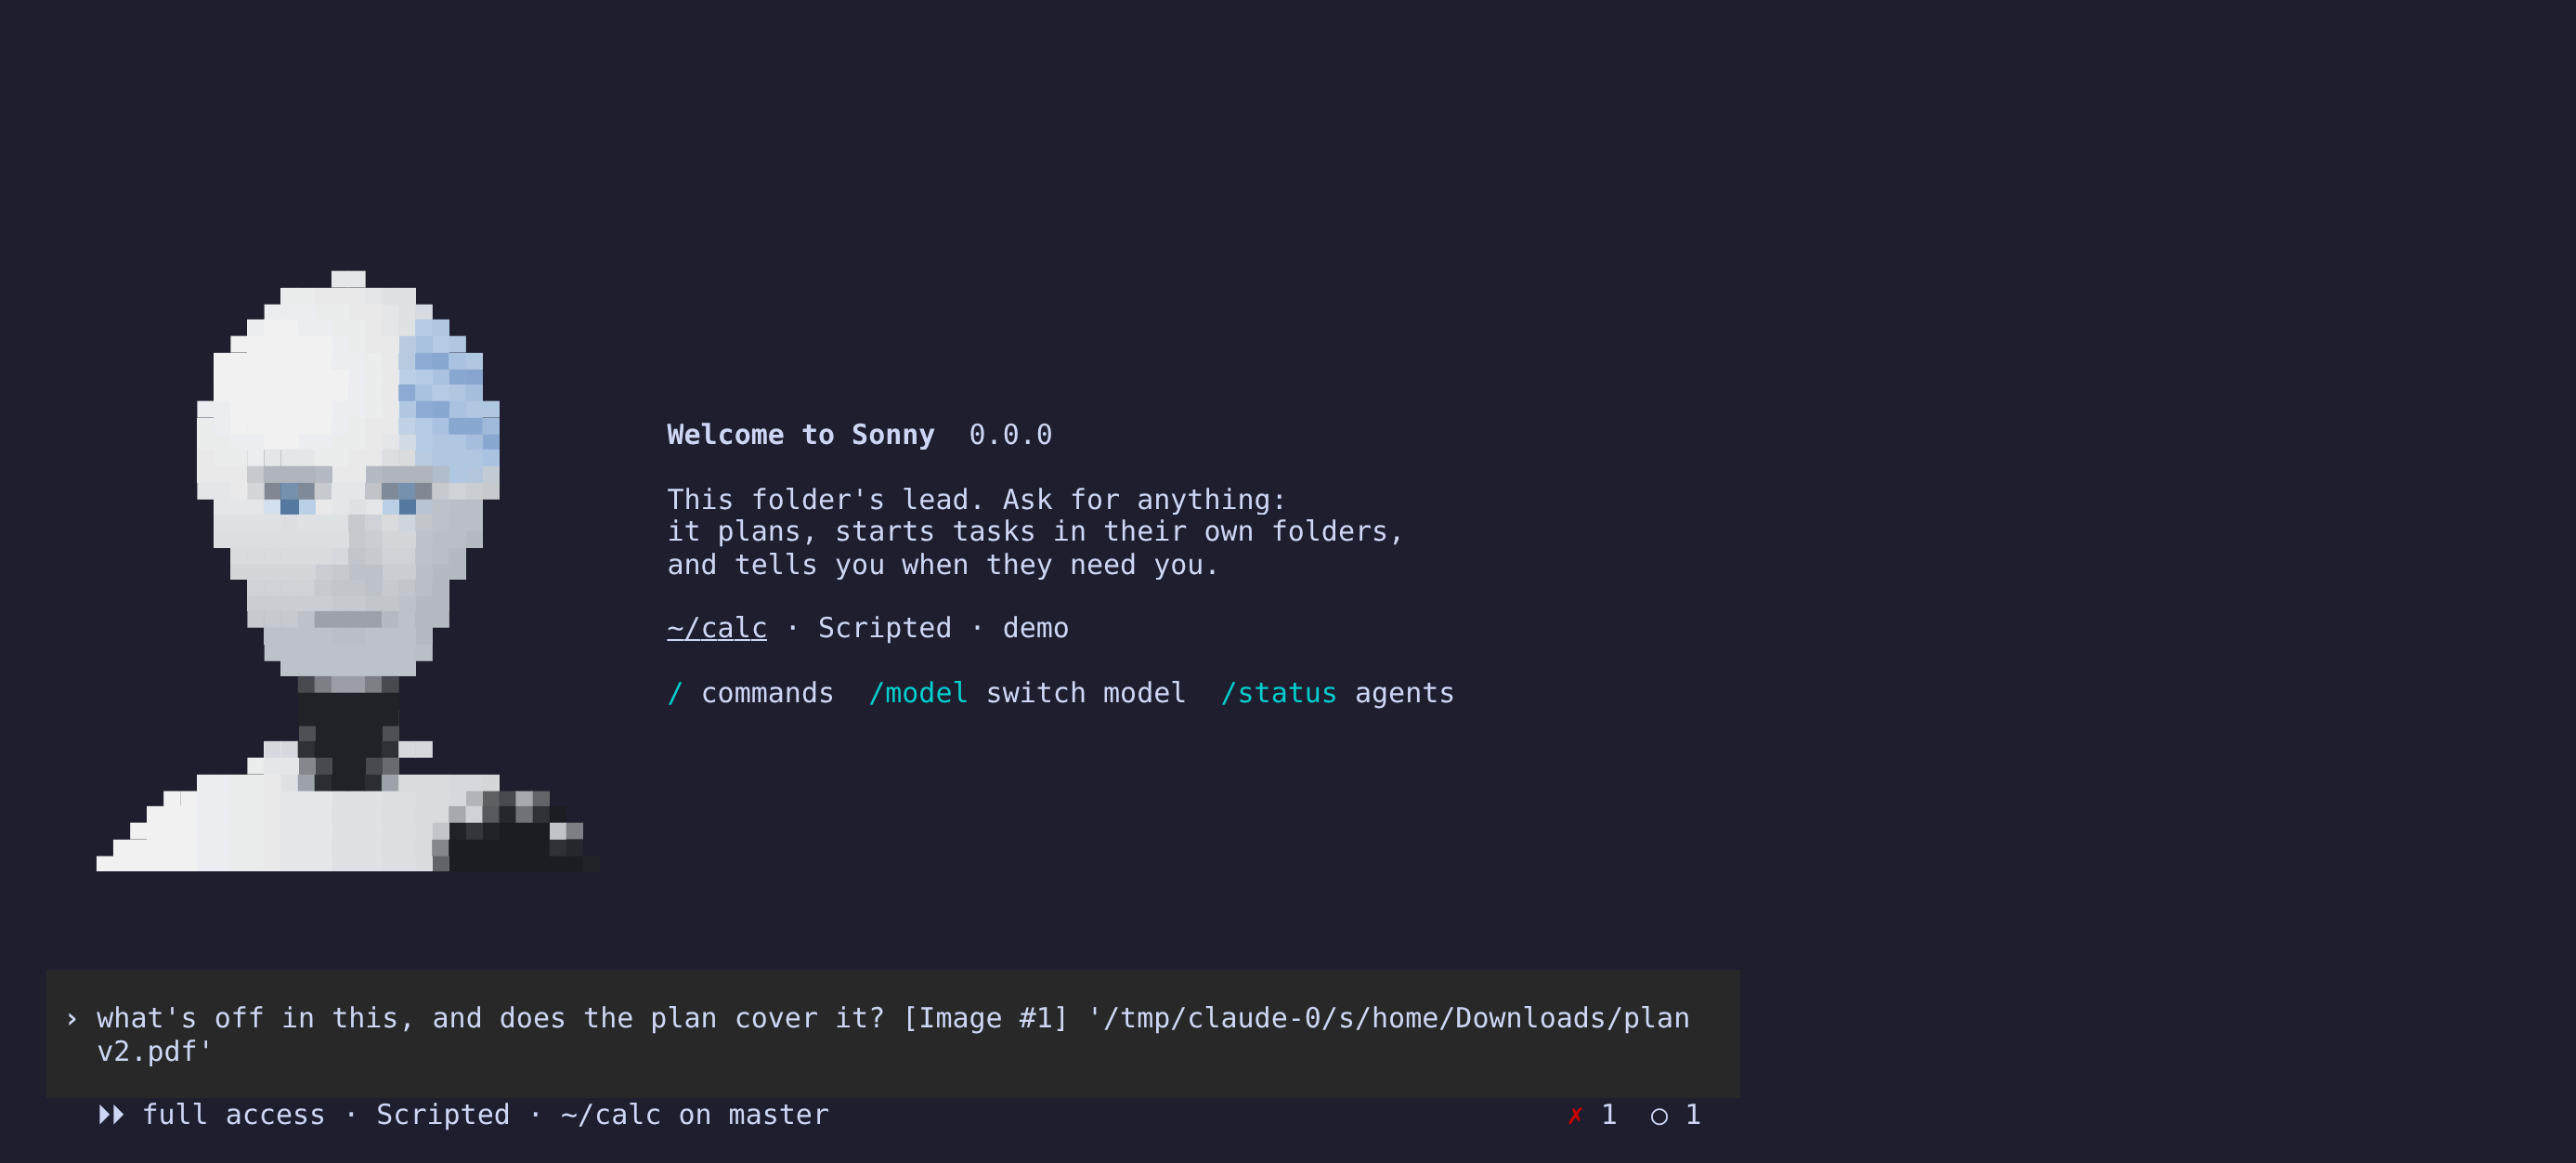 Welcome to Sonny  0.0.0
This folder's lead. Ask for anything:
it plans, starts tasks in their own folders,
and tells you when they need you.
~/calc · Scripted · demo
/ commands  /model switch model  /status agents
› what's off in this, and does the plan cover it? [Image #1] '/tmp/claude-0/s/home/Downloads/plan
v2.pdf'
⏵⏵ full access · Scripted · ~/calc on master  ✗ 1  ○ 1